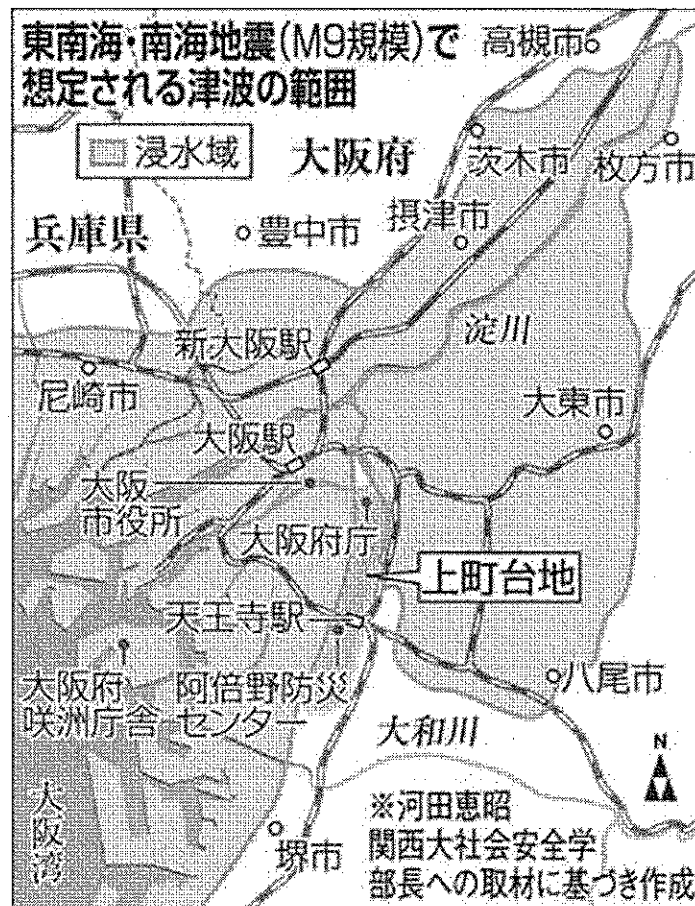 東南海・南海地震(M9規模)で
想定される津波の範囲
高槻市
浸水域
大阪府
茨木市
枚方市
兵庫県
豊中市
摂津市
新大阪駅
淀川
尼崎市
大東市
大阪駅
大阪
市役所
大阪府庁
上町台地
天王寺駅
大阪府
咲洲庁舎
阿倍野防災
センター
八尾市
大和川
N
大阪湾
堺市
※河田恵昭
関西大社会安全学
部長への取材に基づき作成